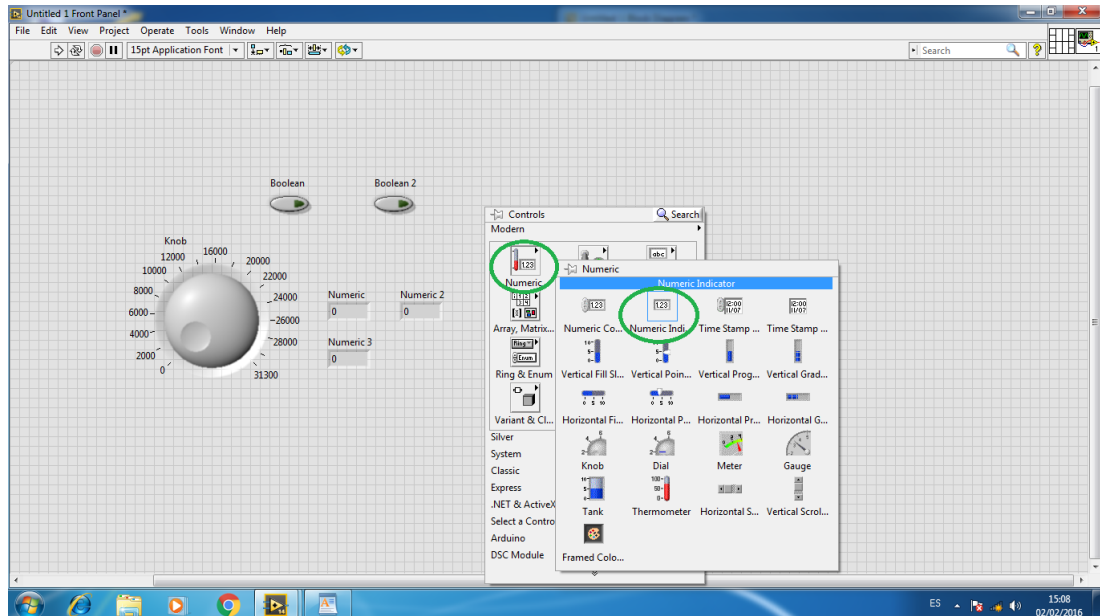 Untitled 1 Front Panel *
File Edit View Project Operate Tools Window Help
15pt Application Font
Search
1
Boolean Boolean 2
Knob
0 2000 4000 6000 8000 10000 12000 16000 20000 22000 24000 26000 28000 31300
Numeric Numeric 2
0 0
Numeric 3
0
Controls Search
Modern
Numeric
Array, Matrix...
Ring & Enum
Variant & Cl...
Silver
System
Classic
Express
.NET & ActiveX
Select a Contro
Arduino
DSC Module
Numeric
Numeric Indicator
Numeric Co... Numeric Indi... Time Stamp ... Time Stamp ...
Vertical Fill Sl... Vertical Poin... Vertical Prog... Vertical Grad...
Horizontal Fi... Horizontal P... Horizontal Pr... Horizontal G...
Knob Dial Meter Gauge
Tank Thermometer Horizontal S... Vertical Scrol...
Framed Colo...
ES 15:08
02/02/2016